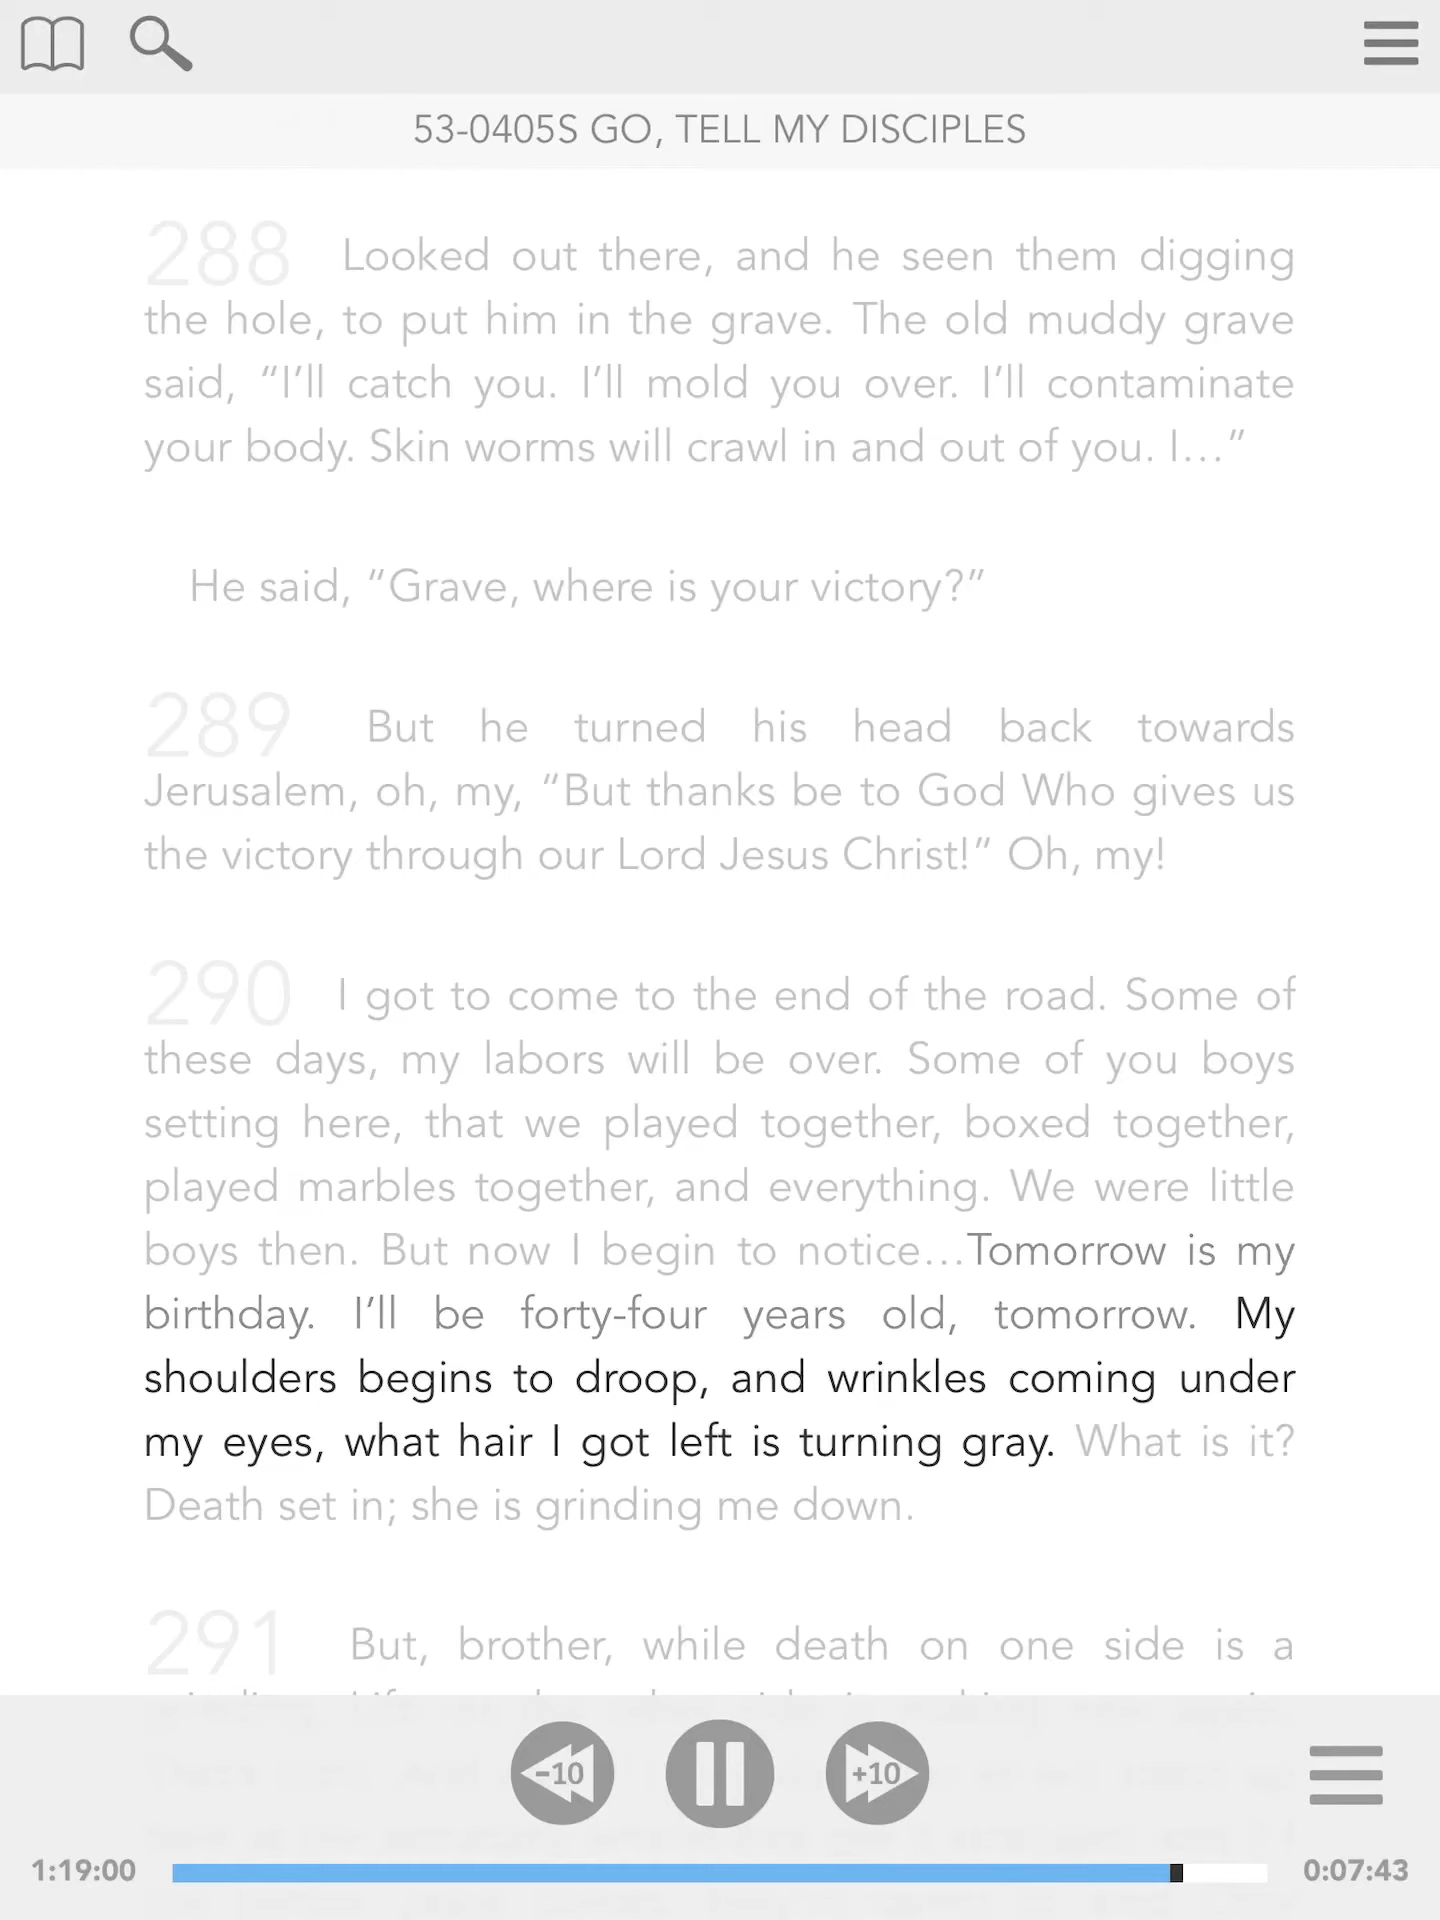 53-0405S GO, TELL MY DISCIPLES
288 Looked out there, and he seen them digging
the hole, to put him in the grave. The old muddy grave
said, “I’ll catch you. I’ll mold you over. I’ll contaminate
your body. Skin worms will crawl in and out of you. I…”
He said, “Grave, where is your victory?”
289 But he turned his head back towards
Jerusalem, oh, my, “But thanks be to God Who gives us
the victory through our Lord Jesus Christ!” Oh, my!
290 I got to come to the end of the road. Some of
these days, my labors will be over. Some of you boys
setting here, that we played together, boxed together,
played marbles together, and everything. We were little
boys then. But now I begin to notice…Tomorrow is my
birthday. I’ll be forty-four years old, tomorrow. My
shoulders begins to droop, and wrinkles coming under
my eyes, what hair I got left is turning gray. What is it?
Death set in; she is grinding me down.
291 But, brother, while death on one side is a
-10 +10
1:19:00 0:07:43